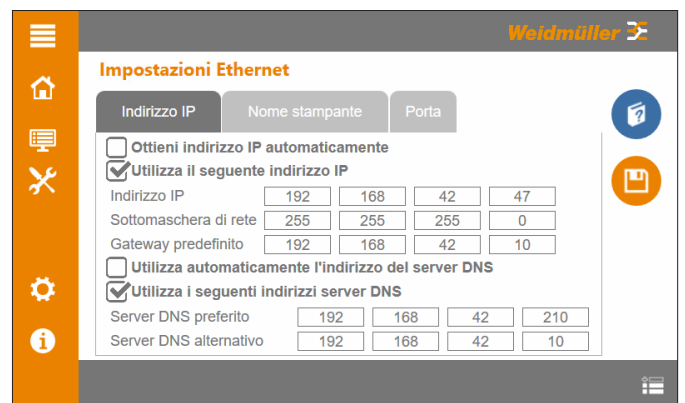 Weidmüller
Impostazioni Ethernet
Indirizzo IP Nome stampante Porta
Ottieni indirizzo IP automaticamente
Utilizza il seguente indirizzo IP
Indirizzo IP 192 168 42 47
Sottomaschera di rete 255 255 255 0
Gateway predefinito 192 168 42 10
Utilizza automaticamente l'indirizzo del server DNS
Utilizza i seguenti indirizzi server DNS
Server DNS preferito 192 168 42 210
Server DNS alternativo 192 168 42 10